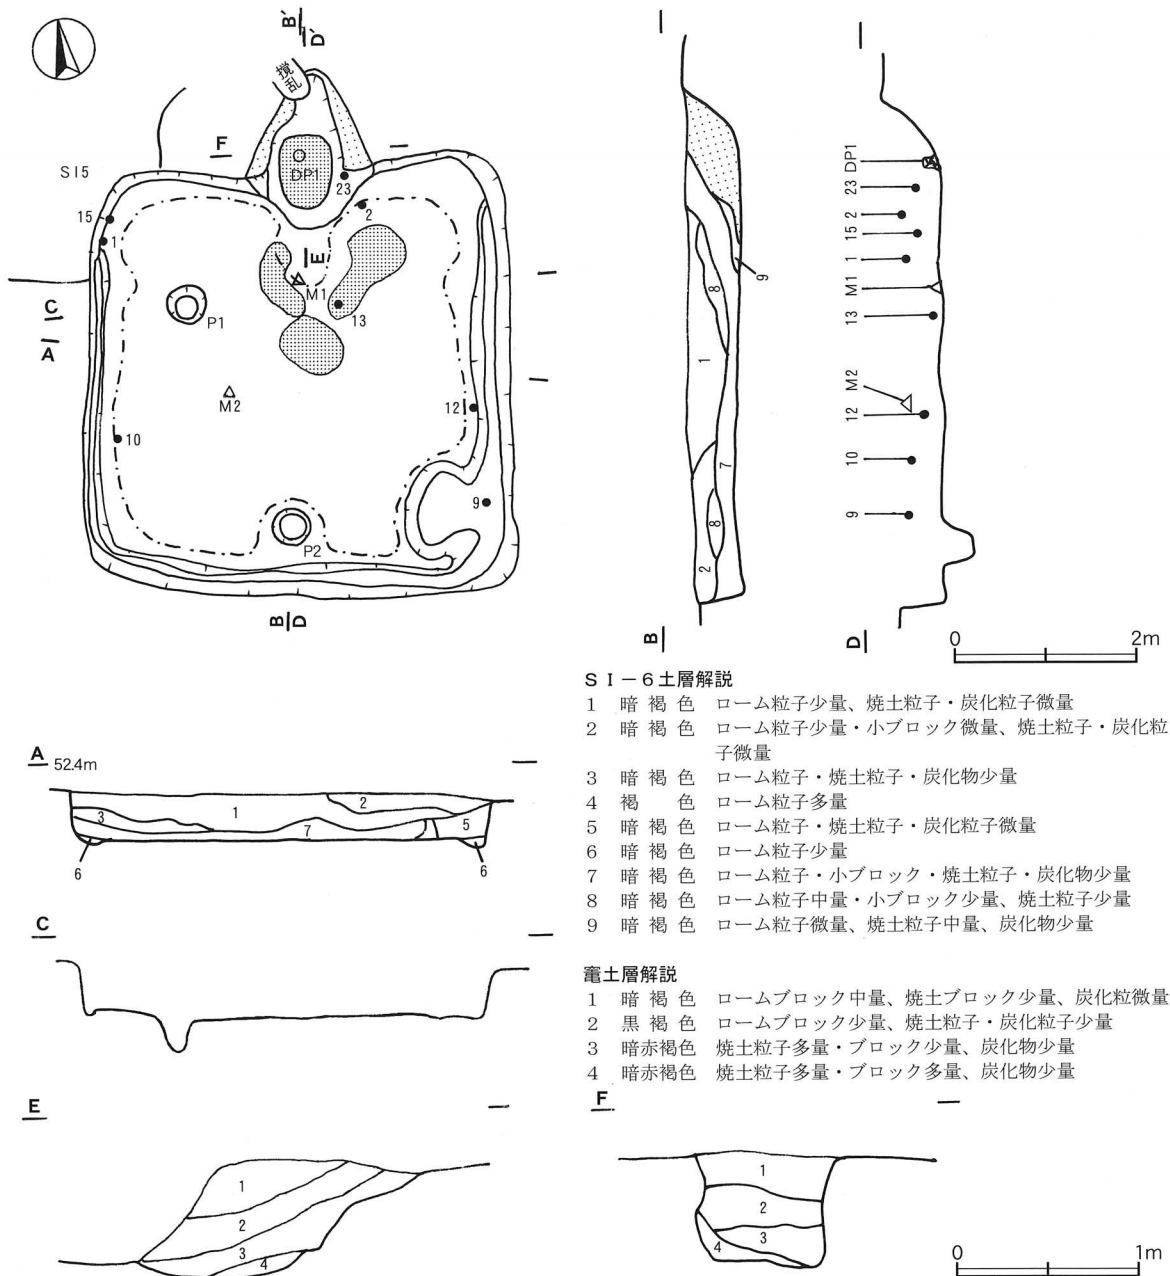 B´
D´
撹乱
F
DP1
SI5
23
2
15
1
E
M1
C
13
A
P1
M2
12
10
9
P2
B D
9
8
1
7
8
2
B
DP1
23
2
15
1
M1
13
M2
12
10
9
D
0 2m
SI-6土層解説
1 暗褐色 ローム粒子少量、焼土粒子・炭化粒子微量
2 暗褐色 ローム粒子少量・小ブロック微量、焼土粒子・炭化粒
子微量
3 暗褐色 ローム粒子・焼土粒子・炭化物少量
4 褐色 ローム粒子多量
5 暗褐色 ローム粒子・焼土粒子・炭化粒子微量
6 暗褐色 ローム粒子少量
7 暗褐色 ローム粒子・小ブロック・焼土粒子・炭化物少量
8 暗褐色 ローム粒子中量・小ブロック少量、焼土粒子少量
9 暗褐色 ローム粒子微量、焼土粒子中量、炭化物少量
竈土層解説
1 暗褐色 ロームブロック中量、焼土ブロック少量、炭化粒微量
2 黒褐色 ロームブロック少量、焼土粒子・炭化粒子少量
3 暗赤褐色 焼土粒子多量・ブロック少量、炭化物少量
4 暗赤褐色 焼土粒子多量・ブロック多量、炭化物少量
A 52.4m
1
2
3
7
5
6
6
C
E
1
2
3
4
F
1
2
3
4
0 1m